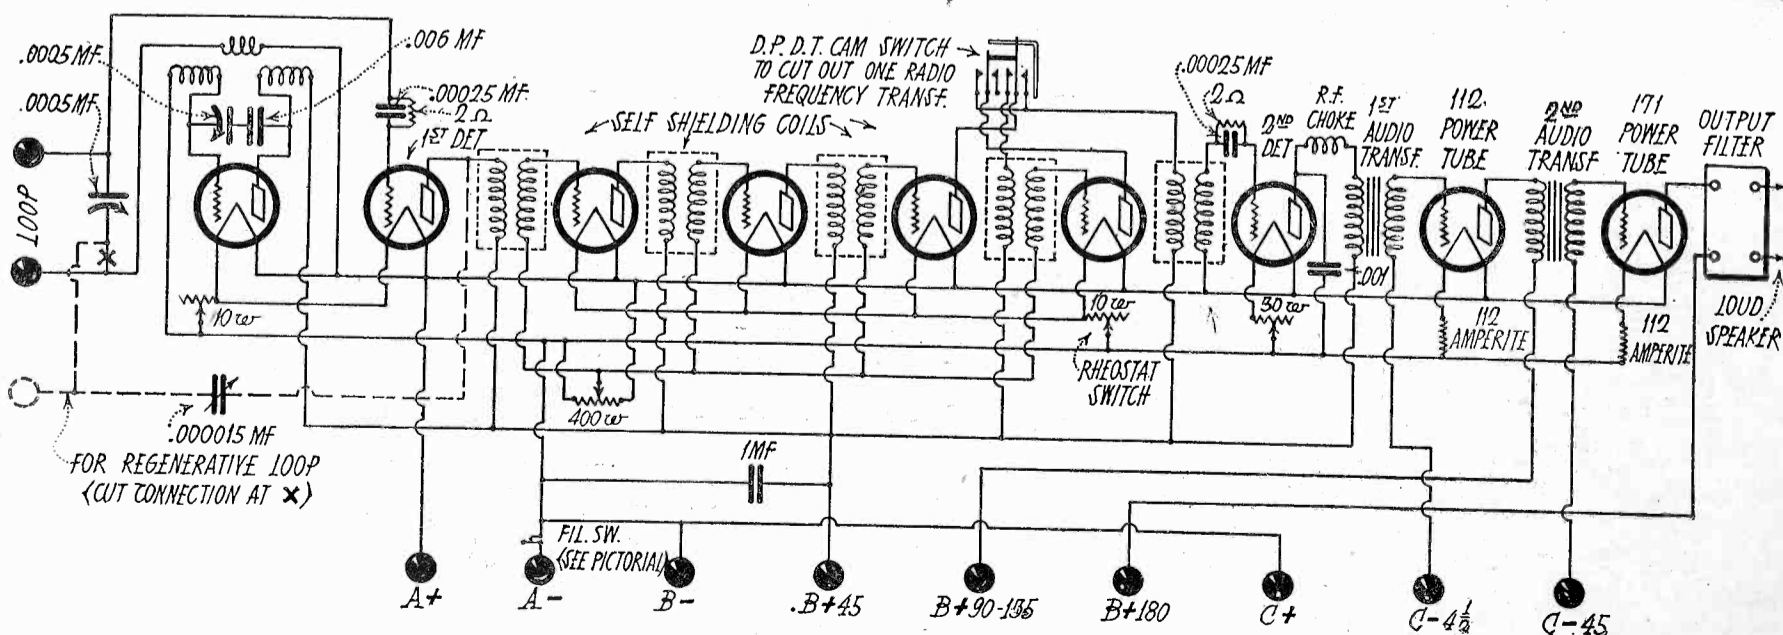 .0005 MF.
.006 MF
.0005 MF.
LOOP
.00025 MF.
2 Ω
1ST DET
SELF SHIELDING COILS
D.P.D.T. CAM SWITCH
TO CUT OUT ONE RADIO
FREQUENCY TRANSF.
.00025 MF
2 Ω
2ND
DET
R.F.
CHOKE
1ST
AUDIO
TRANSF.
112
POWER
TUBE
2ND
AUDIO
TRANSF.
171
POWER
TUBE
OUTPUT
FILTER
LOUD
SPEAKER
10 ω
10 ω
30 ω
.001
112
AMPERITE
112
AMPERITE
RHEOSTAT
SWITCH
400 ω
.000015 MF
FOR REGENERATIVE LOOP
(CUT CONNECTION AT X)
X
1MF
FIL. SW.
(SEE PICTORIAL)
A+
A-
B-
B+45
B+90-135
B+180
C+
C-4½
C-45